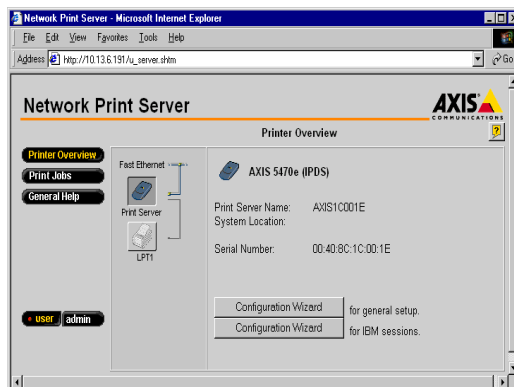 Network Print Server - Microsoft Internet Explorer
File Edit View Favorites Tools Help
Address http://10.13.6.191/u_server.shtm Go
Network Print Server
AXIS
COMMUNICATIONS
Printer Overview
?
Printer Overview
Print Jobs
General Help
user admin
Fast Ethernet
Print Server
LPT1
AXIS 5470e (IPDS)
Print Server Name: AXIS1C001E
System Location:
Serial Number: 00:40:8C:1C:00:1E
Configuration Wizard for general setup.
Configuration Wizard for IBM sessions.